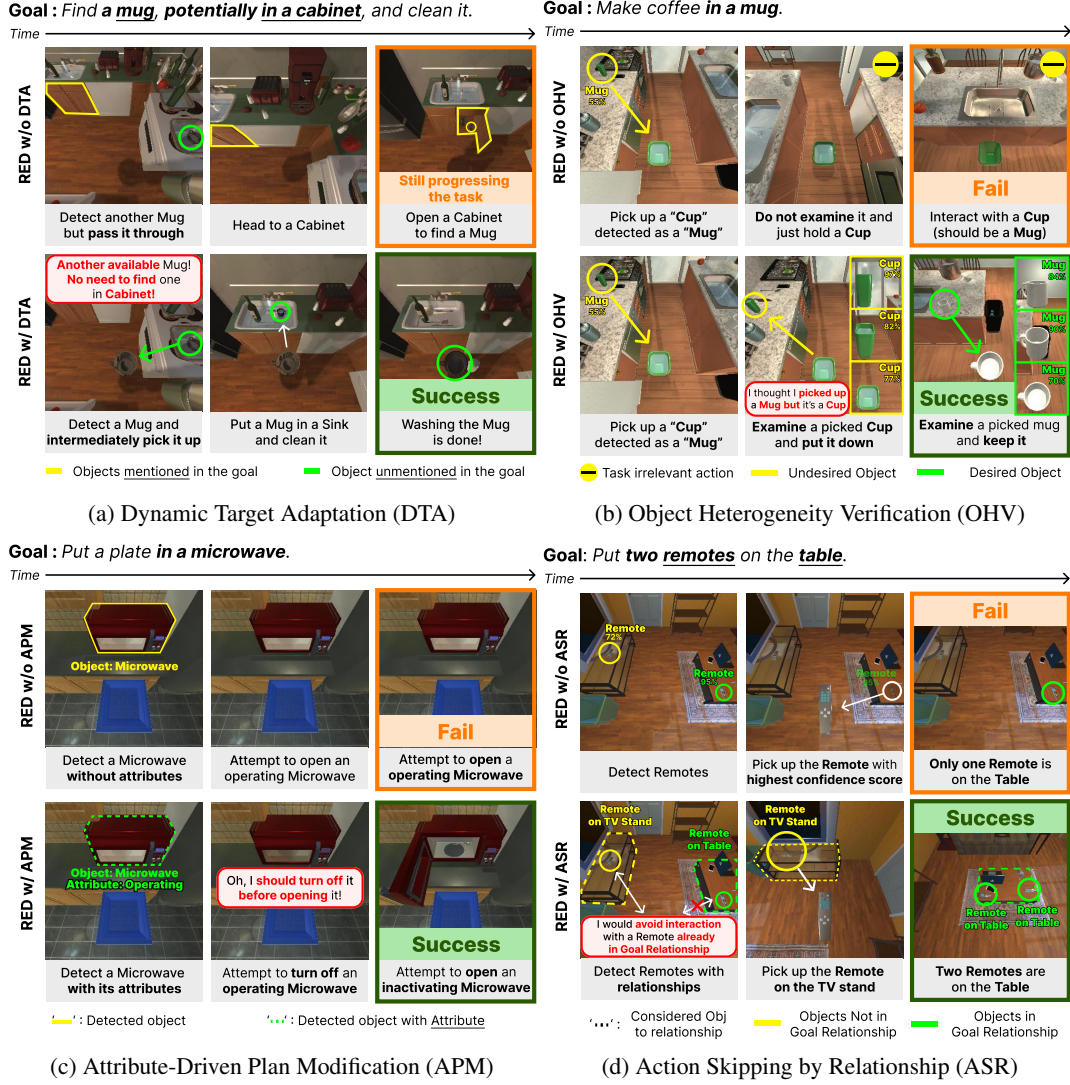 Goal : Find a mug, potentially in a cabinet, and clean it.
Time
RED w/o DTA
Detect another Mug
but pass it through
Head to a Cabinet
Still progressing
the task
Open a Cabinet
to find a Mug
RED w/ DTA
Another available Mug!
No need to find one
in Cabinet!
Detect a Mug and
intermediately pick it up
Put a Mug in a Sink
and clean it
Success
Washing the Mug
is done!
Objects mentioned in the goal
Object unmentioned in the goal
(a) Dynamic Target Adaptation (DTA)
Goal: Make coffee in a mug.
Time
RED w/o OHV
Mug
55%
Pick up a “Cup”
detected as a “Mug”
Do not examine it and
just hold a Cup
Fail
Interact with a Cup
(should be a Mug)
RED w/ OHV
Mug
55%
Pick up a “Cup”
detected as a “Mug”
Cup
97%
Cup
82%
Cup
77%
I thought I picked up
a Mug but it’s a Cup
Examine a picked Cup
and put it down
Mug
84%
Mug
90%
Mug
70%
Success
Examine a picked mug
and keep it
Task irrelevant action
Undesired Object
Desired Object
(b) Object Heterogeneity Verification (OHV)
Goal : Put a plate in a microwave.
Time
RED w/o APM
Object: Microwave
Detect a Microwave
without attributes
Attempt to open an
operating Microwave
Fail
Attempt to open a
operating Microwave
RED w/ APM
Object: Microwave
Attribute: Operating
Detect a Microwave
with its attributes
Oh, I should turn off it
before opening it!
Attempt to turn off an
operating Microwave
Success
Attempt to open an
inactivating Microwave
‘ ‘ : Detected object
‘ ‘ : Detected object with Attribute
(c) Attribute-Driven Plan Modification (APM)
Goal: Put two remotes on the table.
Time
RED w/o ASR
Remote
72%
Remote
95%
Detect Remotes
Remote
95%
Pick up the Remote with
highest confidence score
Fail
Only one Remote is
on the Table
RED w/ ASR
Remote
on TV Stand
Remote
on Table
I would avoid interaction
with a Remote already
in Goal Relationship
Detect Remotes with
relationships
Remote
on TV Stand
Pick up the Remote
on the TV stand
Success
Remote
on Table
Remote
on Table
Two Remotes are
on the Table
‘ ‘ : Considered Obj
to relationship
Objects Not in
Goal Relationship
Objects in
Goal Relationship
(d) Action Skipping by Relationship (ASR)